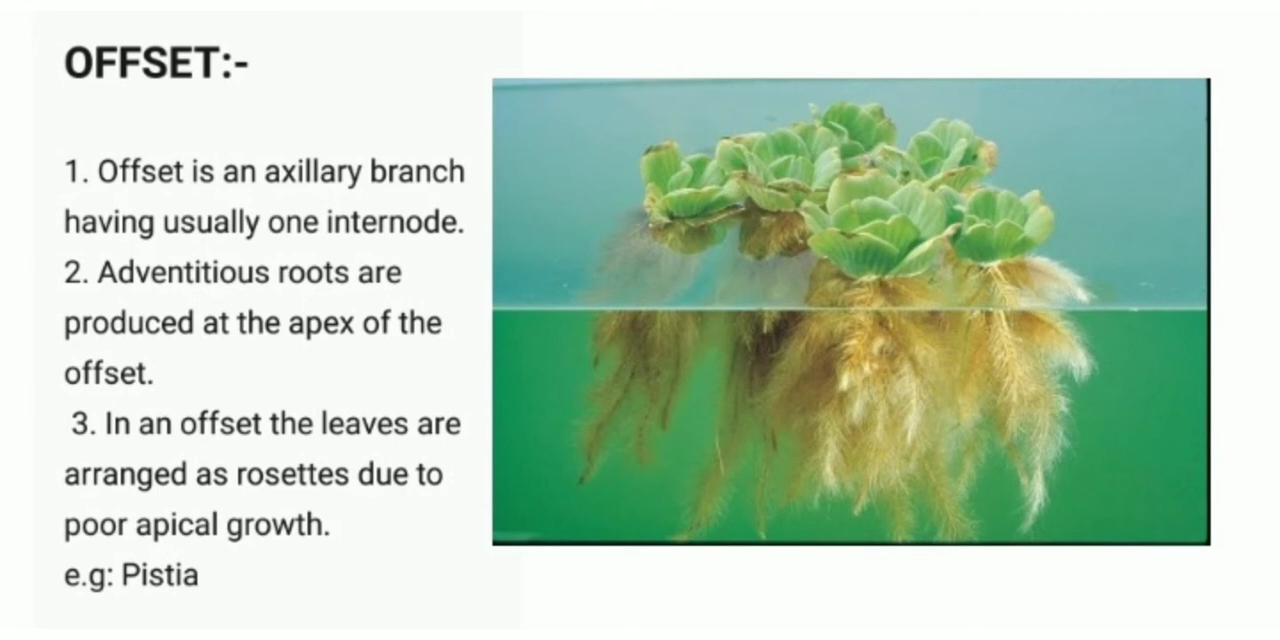 OFFSET:-
1. Offset is an axillary branch
having usually one internode.
2. Adventitious roots are
produced at the apex of the
offset.
3. In an offset the leaves are
arranged as rosettes due to
poor apical growth.
e.g: Pistia